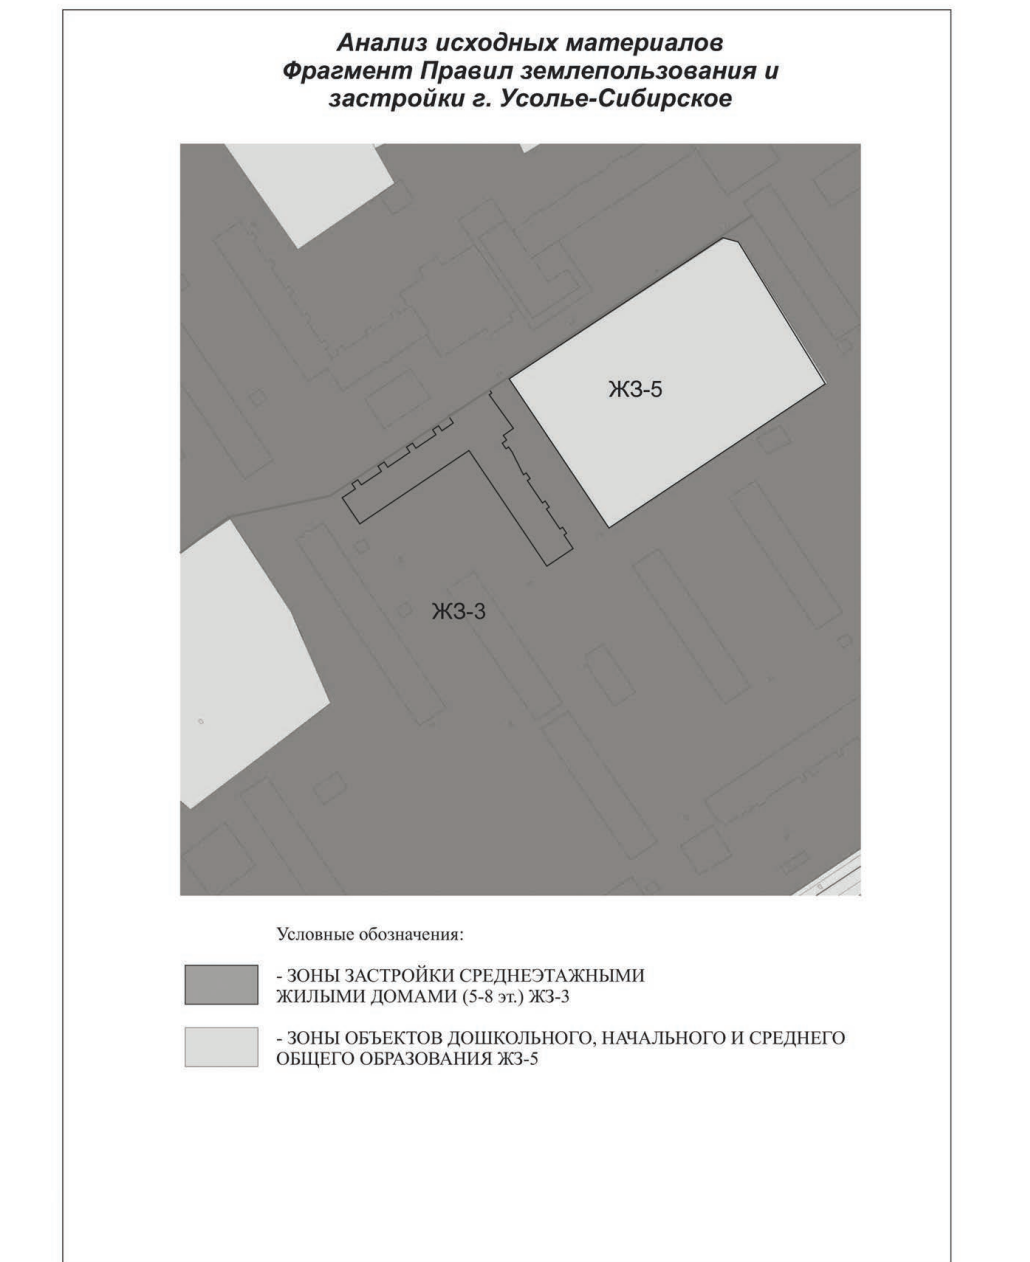 Анализ исходных материалов
Фрагмент Правил землепользования и
застройки г. Усолье-Сибирское
ЖЗ-5
ЖЗ-3
Условные обозначения:
- ЗОНЫ ЗАСТРОЙКИ СРЕДНЕЭТАЖНЫМИ
ЖИЛЫМИ ДОМАМИ (5-8 эт.) ЖЗ-3
- ЗОНЫ ОБЪЕКТОВ ДОШКОЛЬНОГО, НАЧАЛЬНОГО И СРЕДНЕГО
ОБЩЕГО ОБРАЗОВАНИЯ ЖЗ-5